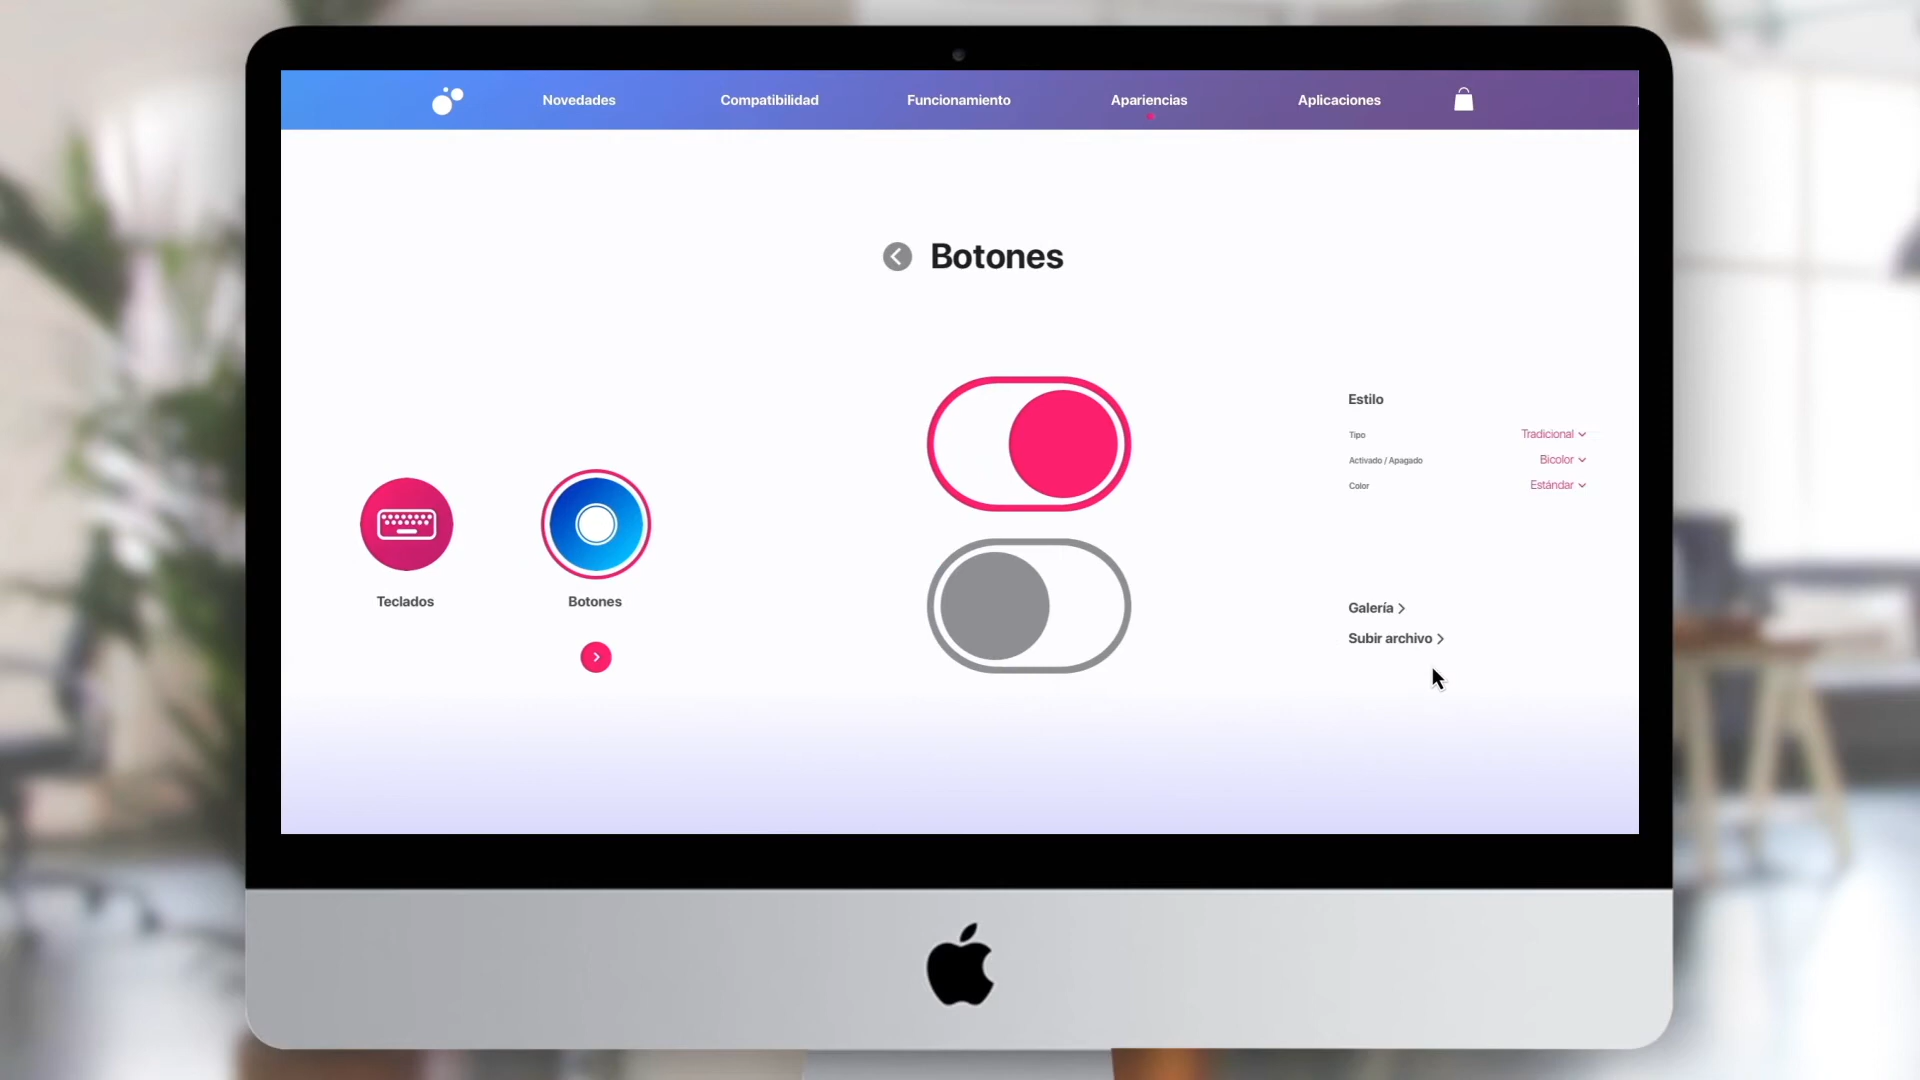 Novedades
Compatibilidad
Funcionamiento
Apariencias
Aplicaciones
Botones
Estilo
Tipo
Tradicional
Activado / Apagado
Bicolor
Color
Estándar
Teclados
Botones
Galería
Subir archivo